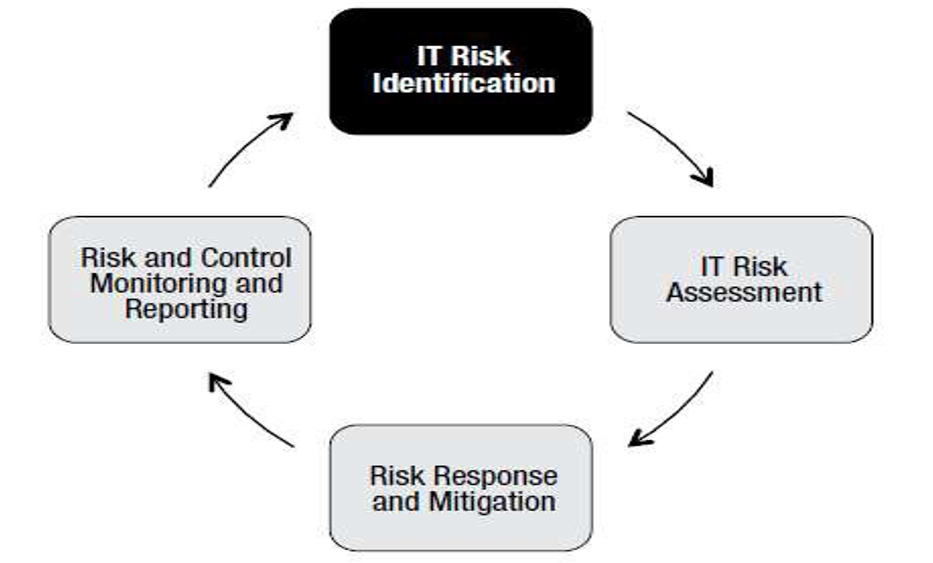 IT Risk
Identification
Risk and Control
Monitoring and
Reporting
IT Risk
Assessment
Risk Response
and Mitigation